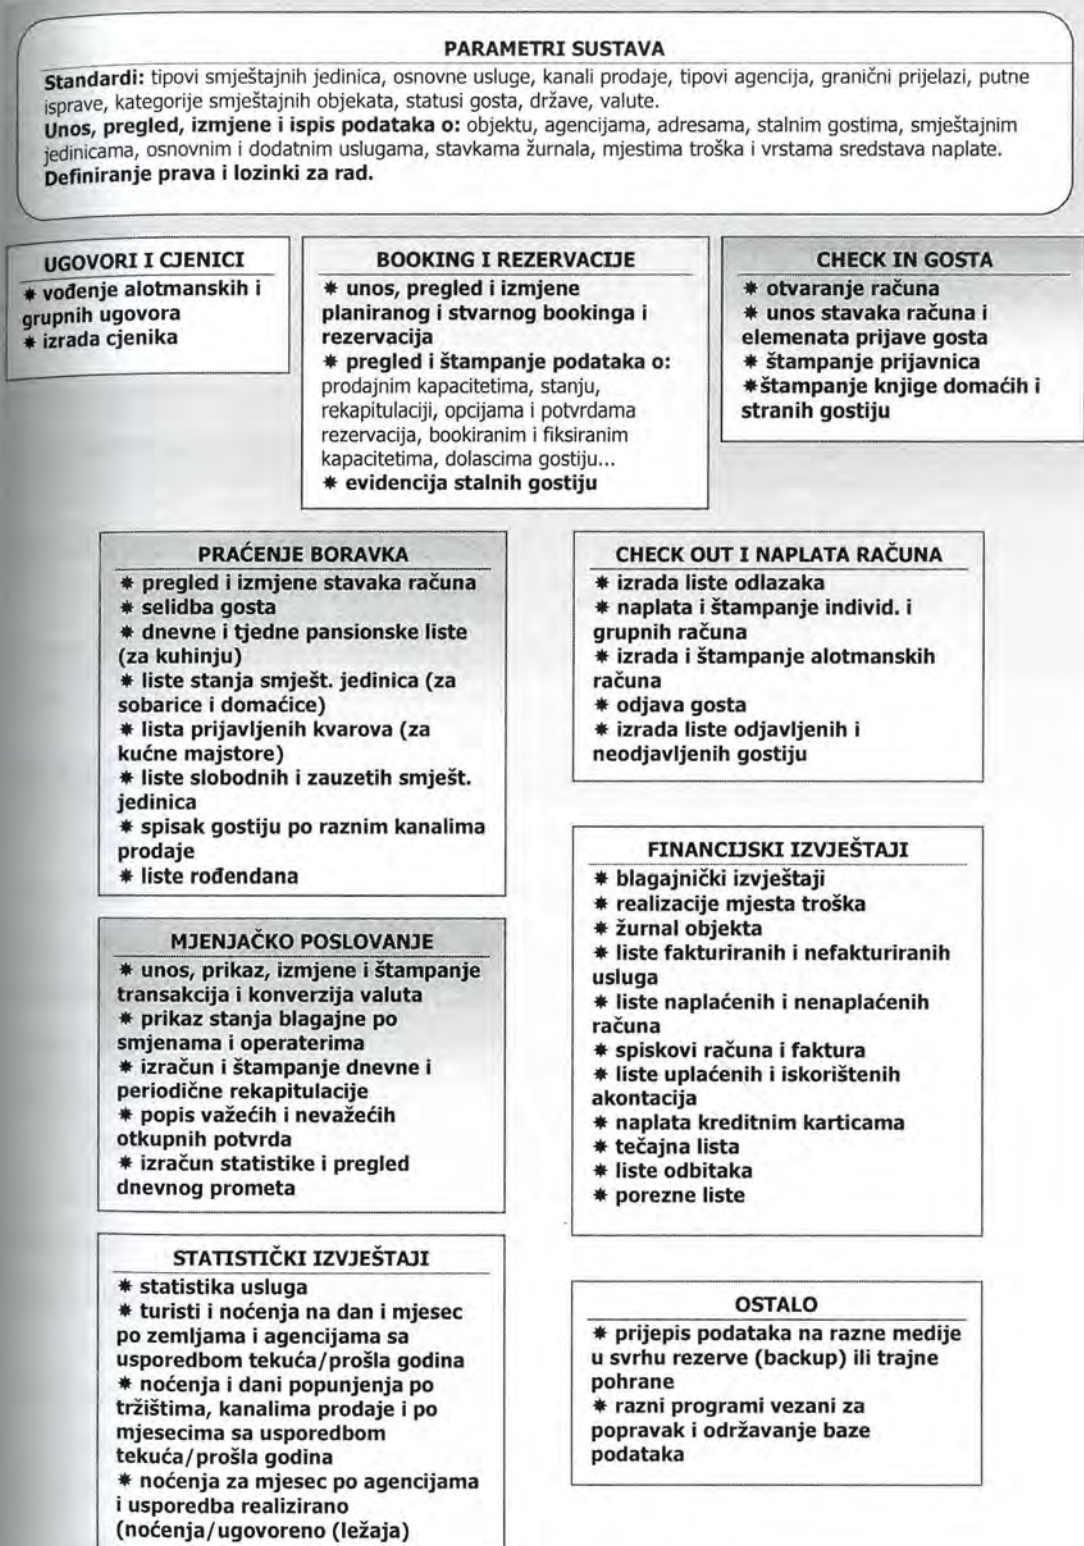 PARAMETRI SUSTAVA
Standardi: tipovi smještajnih jedinica, osnovne usluge, kanali prodaje, tipovi agencija, granični prijelazi, putne
isprave, kategorije smještajnih objekata, statusi gosta, države, valute.
Unos, pregled, izmjene i ispis podataka o: objektu, agencijama, adresama, stalnim gostima, smještajnim
jedinicama, osnovnim i dodatnim uslugama, stavkama žurnala, mjestima troška i vrstama sredstava naplate.
Definiranje prava i lozinki za rad.
UGOVORI I CJENICI
* vođenje alotmanskih i
grupnih ugovora
* izrada cjenika
BOOKING I REZERVACIJE
* unos, pregled i izmjene
planiranog i stvarnog bookinga i
rezervacija
* pregled i štampanje podataka o:
prodajnim kapacitetima, stanju,
rekapitulaciji, opcijama i potvrdama
rezervacija, bookiranim i fiksiranim
kapacitetima, dolascima gostiju...
* evidencija stalnih gostiju
CHECK IN GOSTA
* otvaranje računa
* unos stavaka računa i
elemenata prijave gosta
* štampanje prijavnica
*štampanje knjige domaćih i
stranih gostiju
PRAĆENJE BORAVKA
* pregled i izmjene stavaka računa
* selidba gosta
* dnevne i tjedne pansionske liste
(za kuhinju)
* liste stanja smješt. jedinica (za
sobarice i domaćice)
* lista prijavljenih kvarova (za
kućne majstore)
* liste slobodnih i zauzetih smješt.
jedinica
* spisak gostiju po raznim kanalima
prodaje
* liste rođendana
CHECK OUT I NAPLATA RAČUNA
* izrada liste odlazaka
* naplata i štampanje individ. i
grupnih računa
* izrada i štampanje alotmanskih
računa
* odjava gosta
* izrada liste odjavljenih i
neodjavljenih gostiju
MJENJAČKO POSLOVANJE
* unos, prikaz, izmjene i štampanje
transakcija i konverzija valuta
* prikaz stanja blagajne po
smjenama i operaterima
* izračun i štampanje dnevne i
periodične rekapitulacije
* popis važećih i nevažećih
otkupnih potvrda
* izračun statistike i pregled
dnevnog prometa
FINANCIJSKI IZVJEŠTAJI
* blagajnički izvještaji
* realizacije mjesta troška
* žurnal objekta
* liste fakturiranih i nefakturiranih
usluga
* liste naplaćenih i nenaplaćenih
računa
* spiskovi računa i faktura
* liste uplaćenih i iskorištenih
akontacija
* naplata kreditnim karticama
* tečajna lista
* liste odbitaka
* porezne liste
STATISTIČKI IZVJEŠTAJI
* statistika usluga
* turisti i noćenja na dan i mjesec
po zemljama i agencijama sa
usporedbom tekuća/prošla godina
* noćenja i dani popunjenja po
tržištima, kanalima prodaje i po
mjesecima sa usporedbom
tekuća/prošla godina
* noćenja za mjesec po agencijama
i usporedba realizirano
(noćenja/ugovoreno (ležaja)
OSTALO
* prijepis podataka na razne medije
u svrhu rezerve (backup) ili trajne
pohrane
* razni programi vezani za
popravak i održavanje baze
podataka